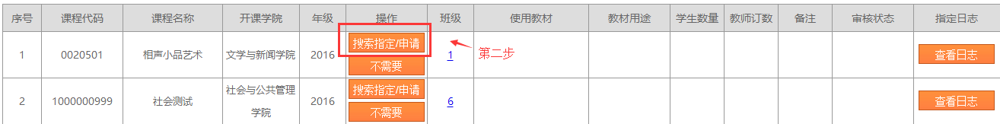 序号 课程代码 课程名称 开课学院 年级 操作 班级 使用教材 教材用途 学生数量 教师订数 备注 审核状态 指定日志
1 0020501 相声小品艺术 文学与新闻学院 2016 搜索指定/申请 1 查看日志
不需要
第二步
2 1000000999 社会测试 社会与公共管理 2016 搜索指定/申请 6 查看日志
学院 不需要